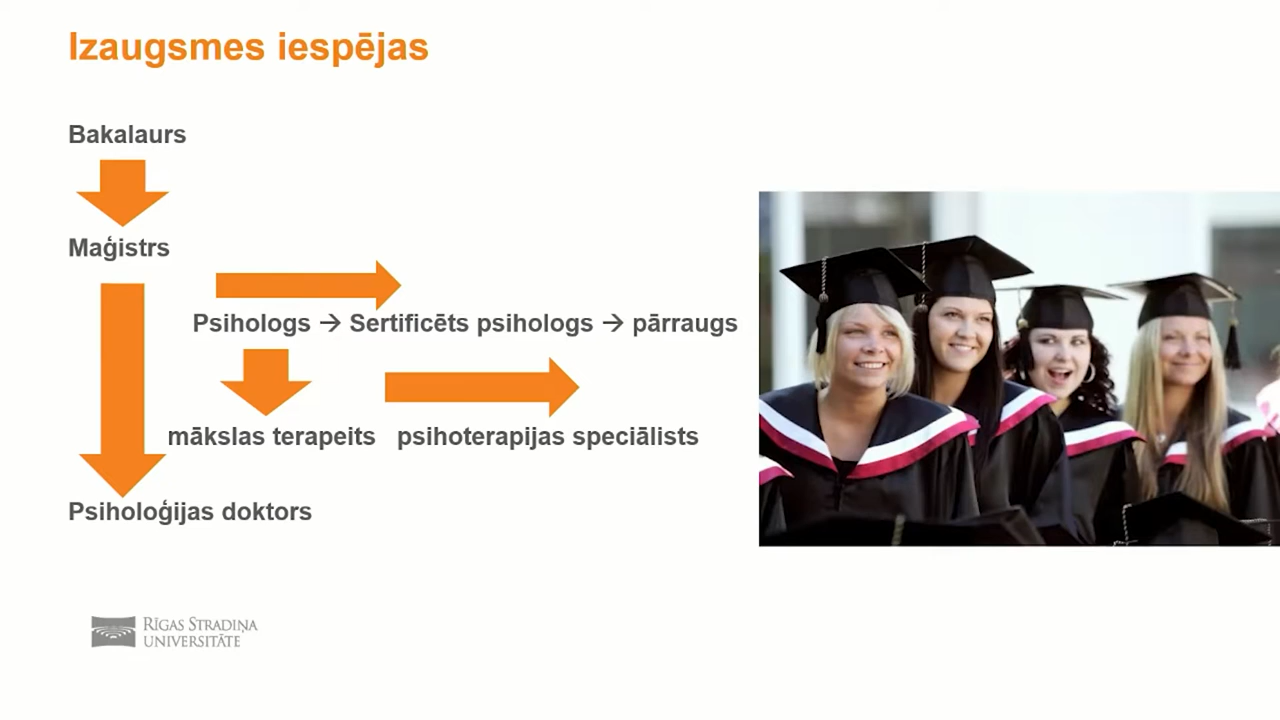 Izaugsmes iespējas
Bakalaurs
Maģistrs
Psihologs → Sertificēts psihologs → pārraugs
mākslas terapeits psihoterapijas speciālists
Psiholoģijas doktors
RĪGAS STRADIŅA
UNIVERSITĀTE